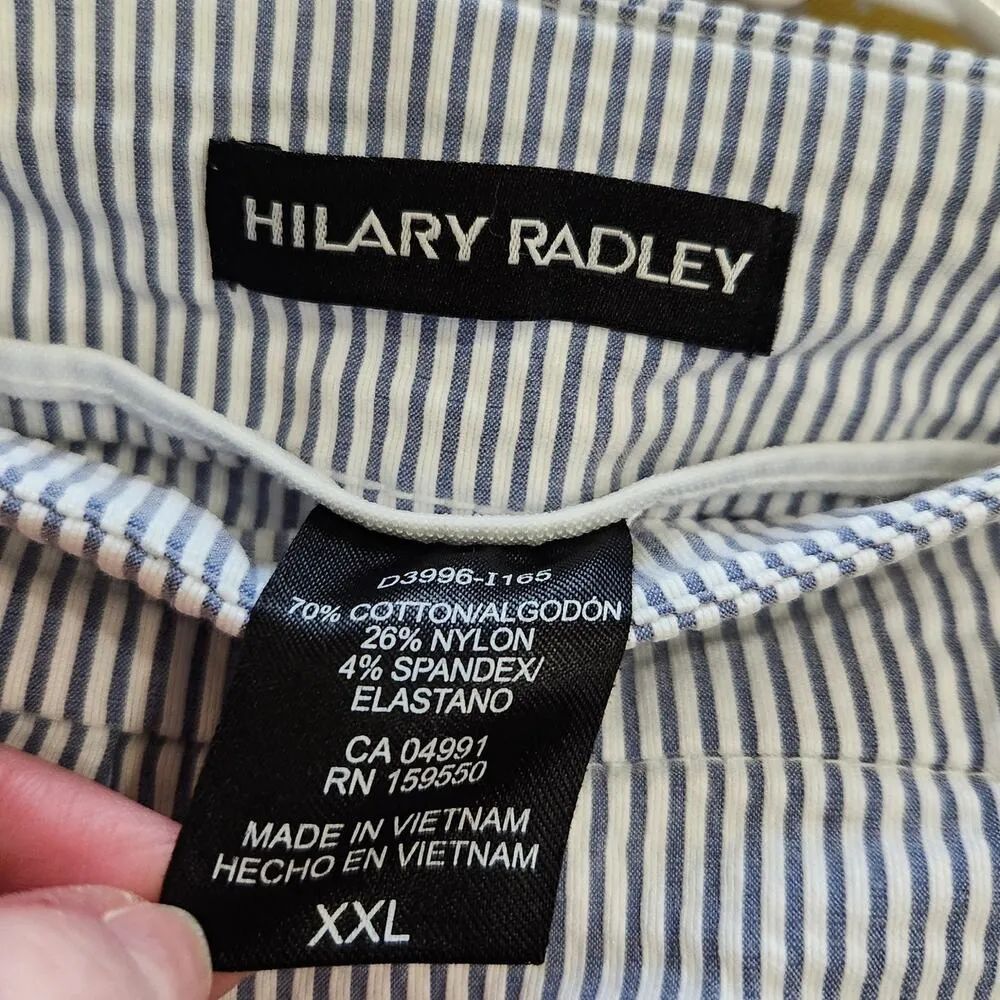 HILARY RADLEY
D3996-I165
70% COTTON/ALGODÓN
26% NYLON
4% SPANDEX/
ELASTANO
CA 04991
RN 159550
MADE IN VIETNAM
HECHO EN VIETNAM
XXL